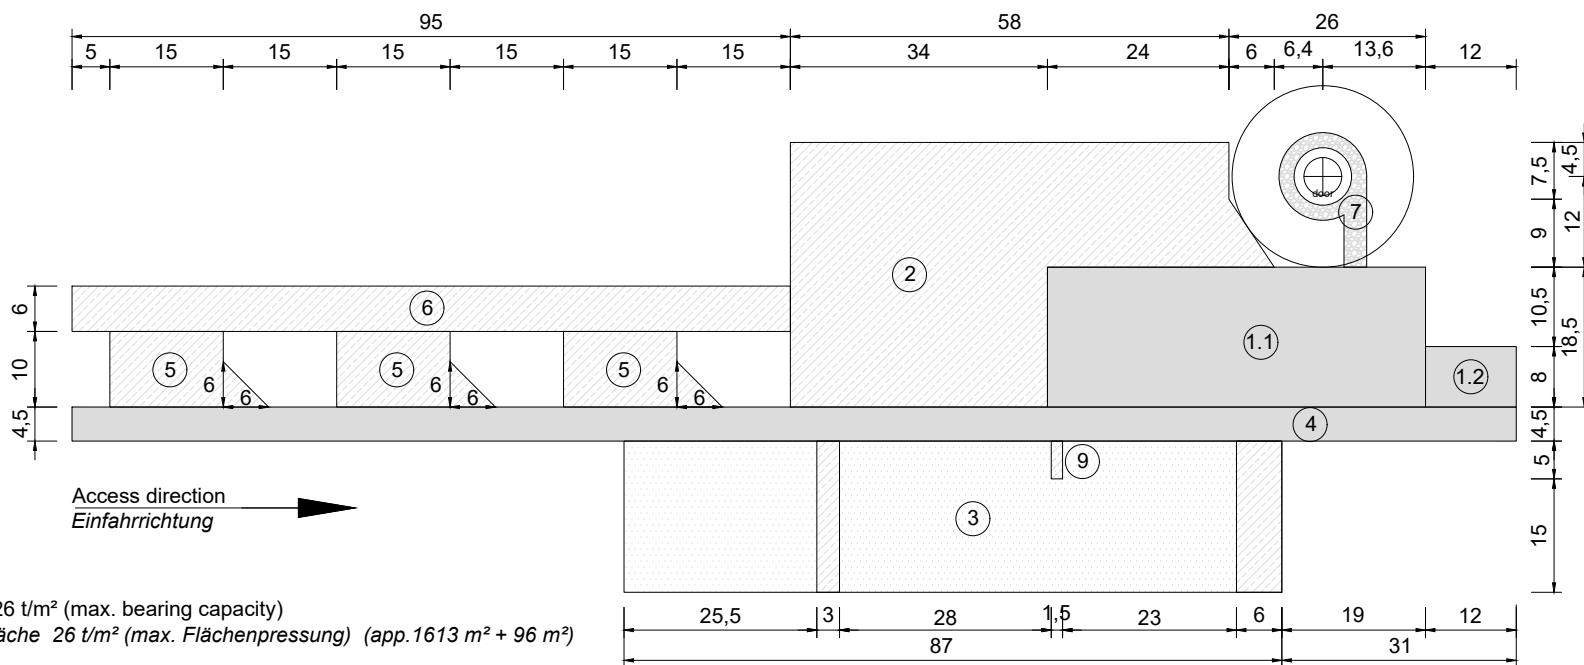 95 58 26
5 15 15 15 15 15 15 34 24 6 6,4 13,6 12
7,5 4,5
door
7
9 12
2
6 6
10,5 18,5
1.1
10 5 5 5
6 6 6
6 6 6
1.2 8
4,5 4 4,5
9 5
Access direction
Einfahrrichtung
3
15
26 t/m² (max. bearing capacity)
26 t/m² (max. Flächenpressung) (app.1613 m² + 96 m²)
25,5 3 28 1,5 23 6 19 12
87 31